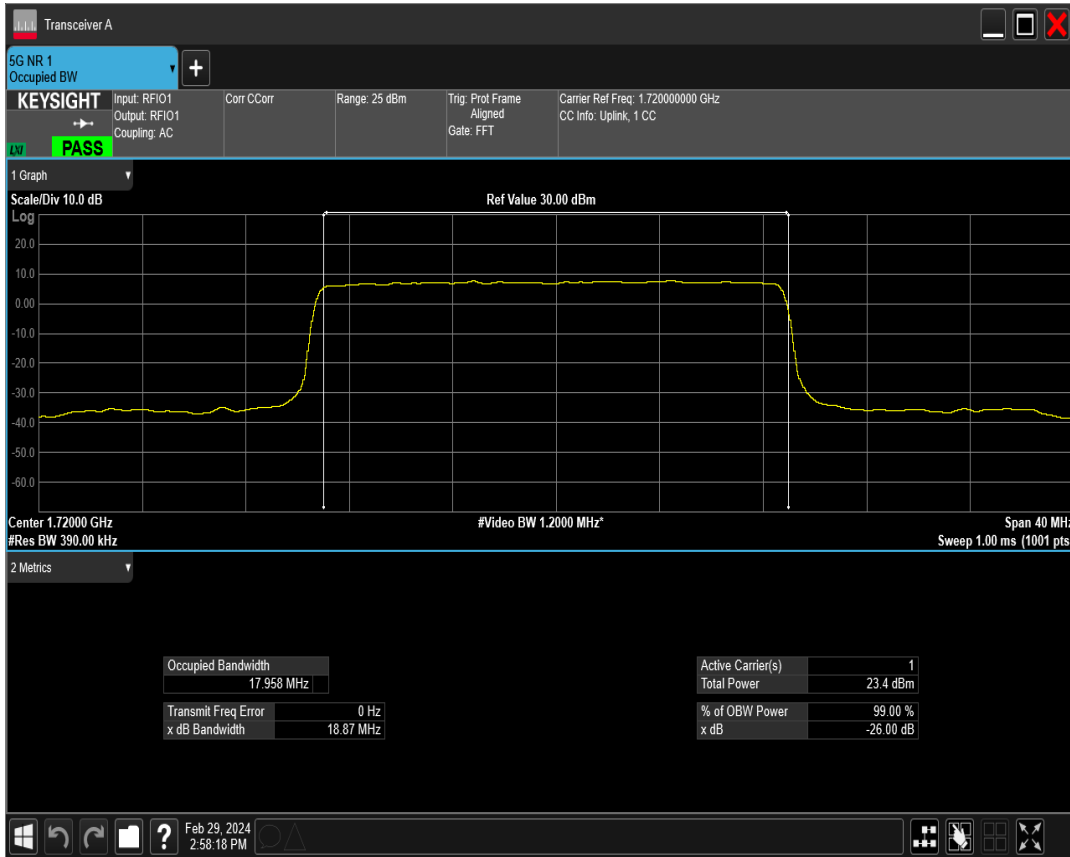 Transceiver A
5G NR 1
Occupied BW
KEYSIGHT
LXI
PASS
Input: RFIO1
Output: RFIO1
Coupling: AC
Corr CCorr
Range: 25 dBm
Trig: Prot Frame
Aligned
Gate: FFT
Carrier Ref Freq: 1.720000000 GHz
CC Info: Uplink, 1 CC
1 Graph
Scale/Div 10.0 dB
Ref Value 30.00 dBm
Log
20.0
10.0
0.00
-10.0
-20.0
-30.0
-40.0
-50.0
-60.0
Center 1.72000 GHz
#Video BW 1.2000 MHz*
Span 40 MHz
#Res BW 390.00 kHz
Sweep 1.00 ms (1001 pts
2 Metrics
Occupied Bandwidth
17.958 MHz
Transmit Freq Error 0 Hz
x dB Bandwidth 18.87 MHz
Active Carrier(s) 1
Total Power 23.4 dBm
% of OBW Power 99.00 %
x dB -26.00 dB
?
Feb 29, 2024
2:58:18 PM